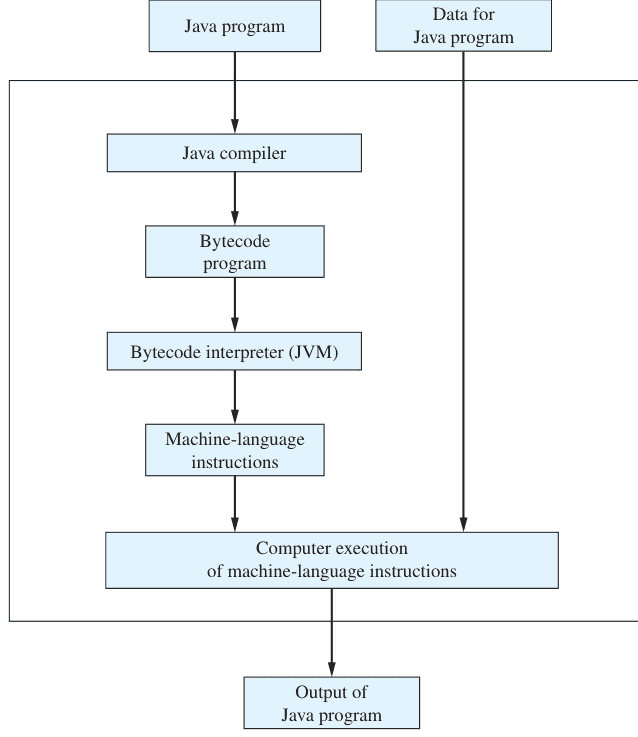 Java program
Data for
Java program
Java compiler
Bytecode
program
Bytecode interpreter (JVM)
Machine-language
instructions
Computer execution
of machine-language instructions
Output of
Java program